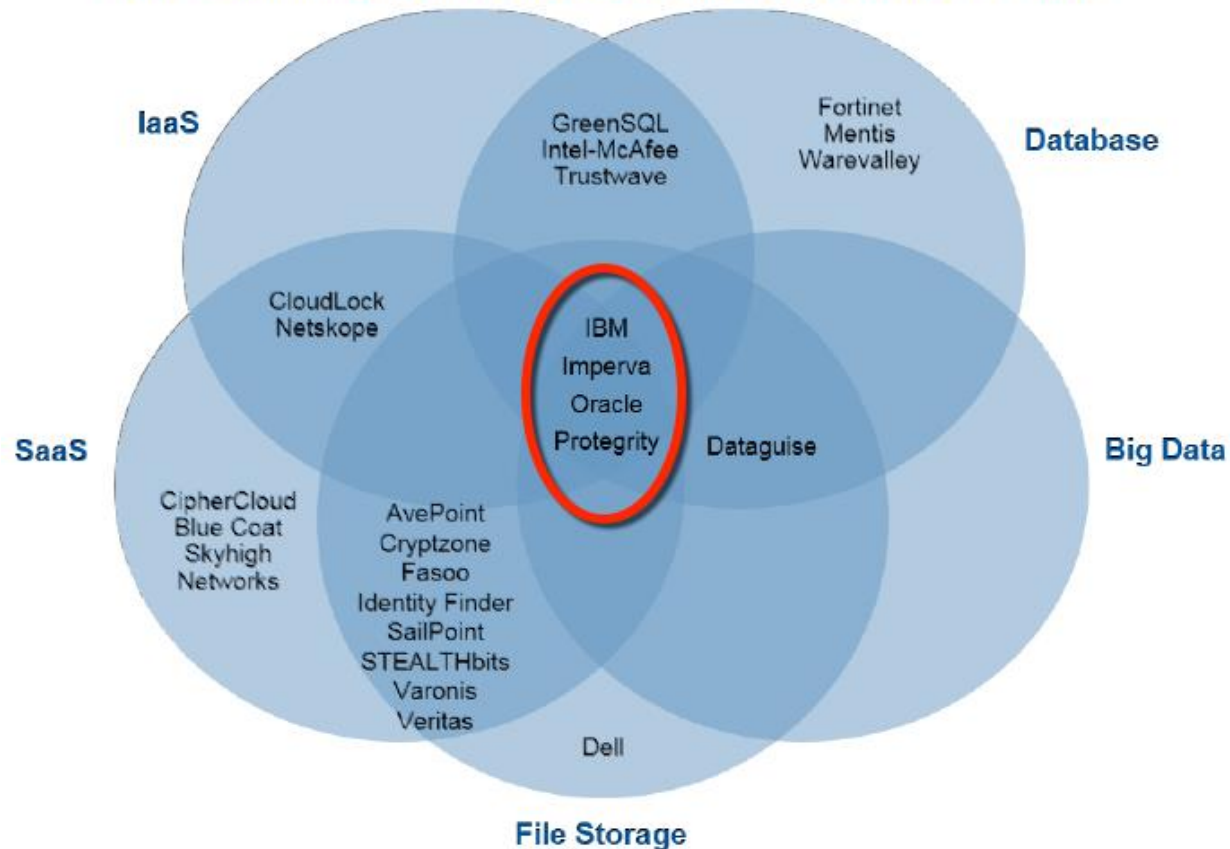 IaaS
GreenSQL
Intel-McAfee
Trustwave
Fortinet
Mentis
Warevalley
Database
CloudLock
Netskope
IBM
Imperva
Oracle
Protegrity
Dataguise
SaaS
Big Data
CipherCloud
Blue Coat
Skyhigh
Networks
AvePoint
Cryptzone
Fasoo
Identity Finder
SailPoint
STEALTHbits
Varonis
Veritas
Dell
File Storage